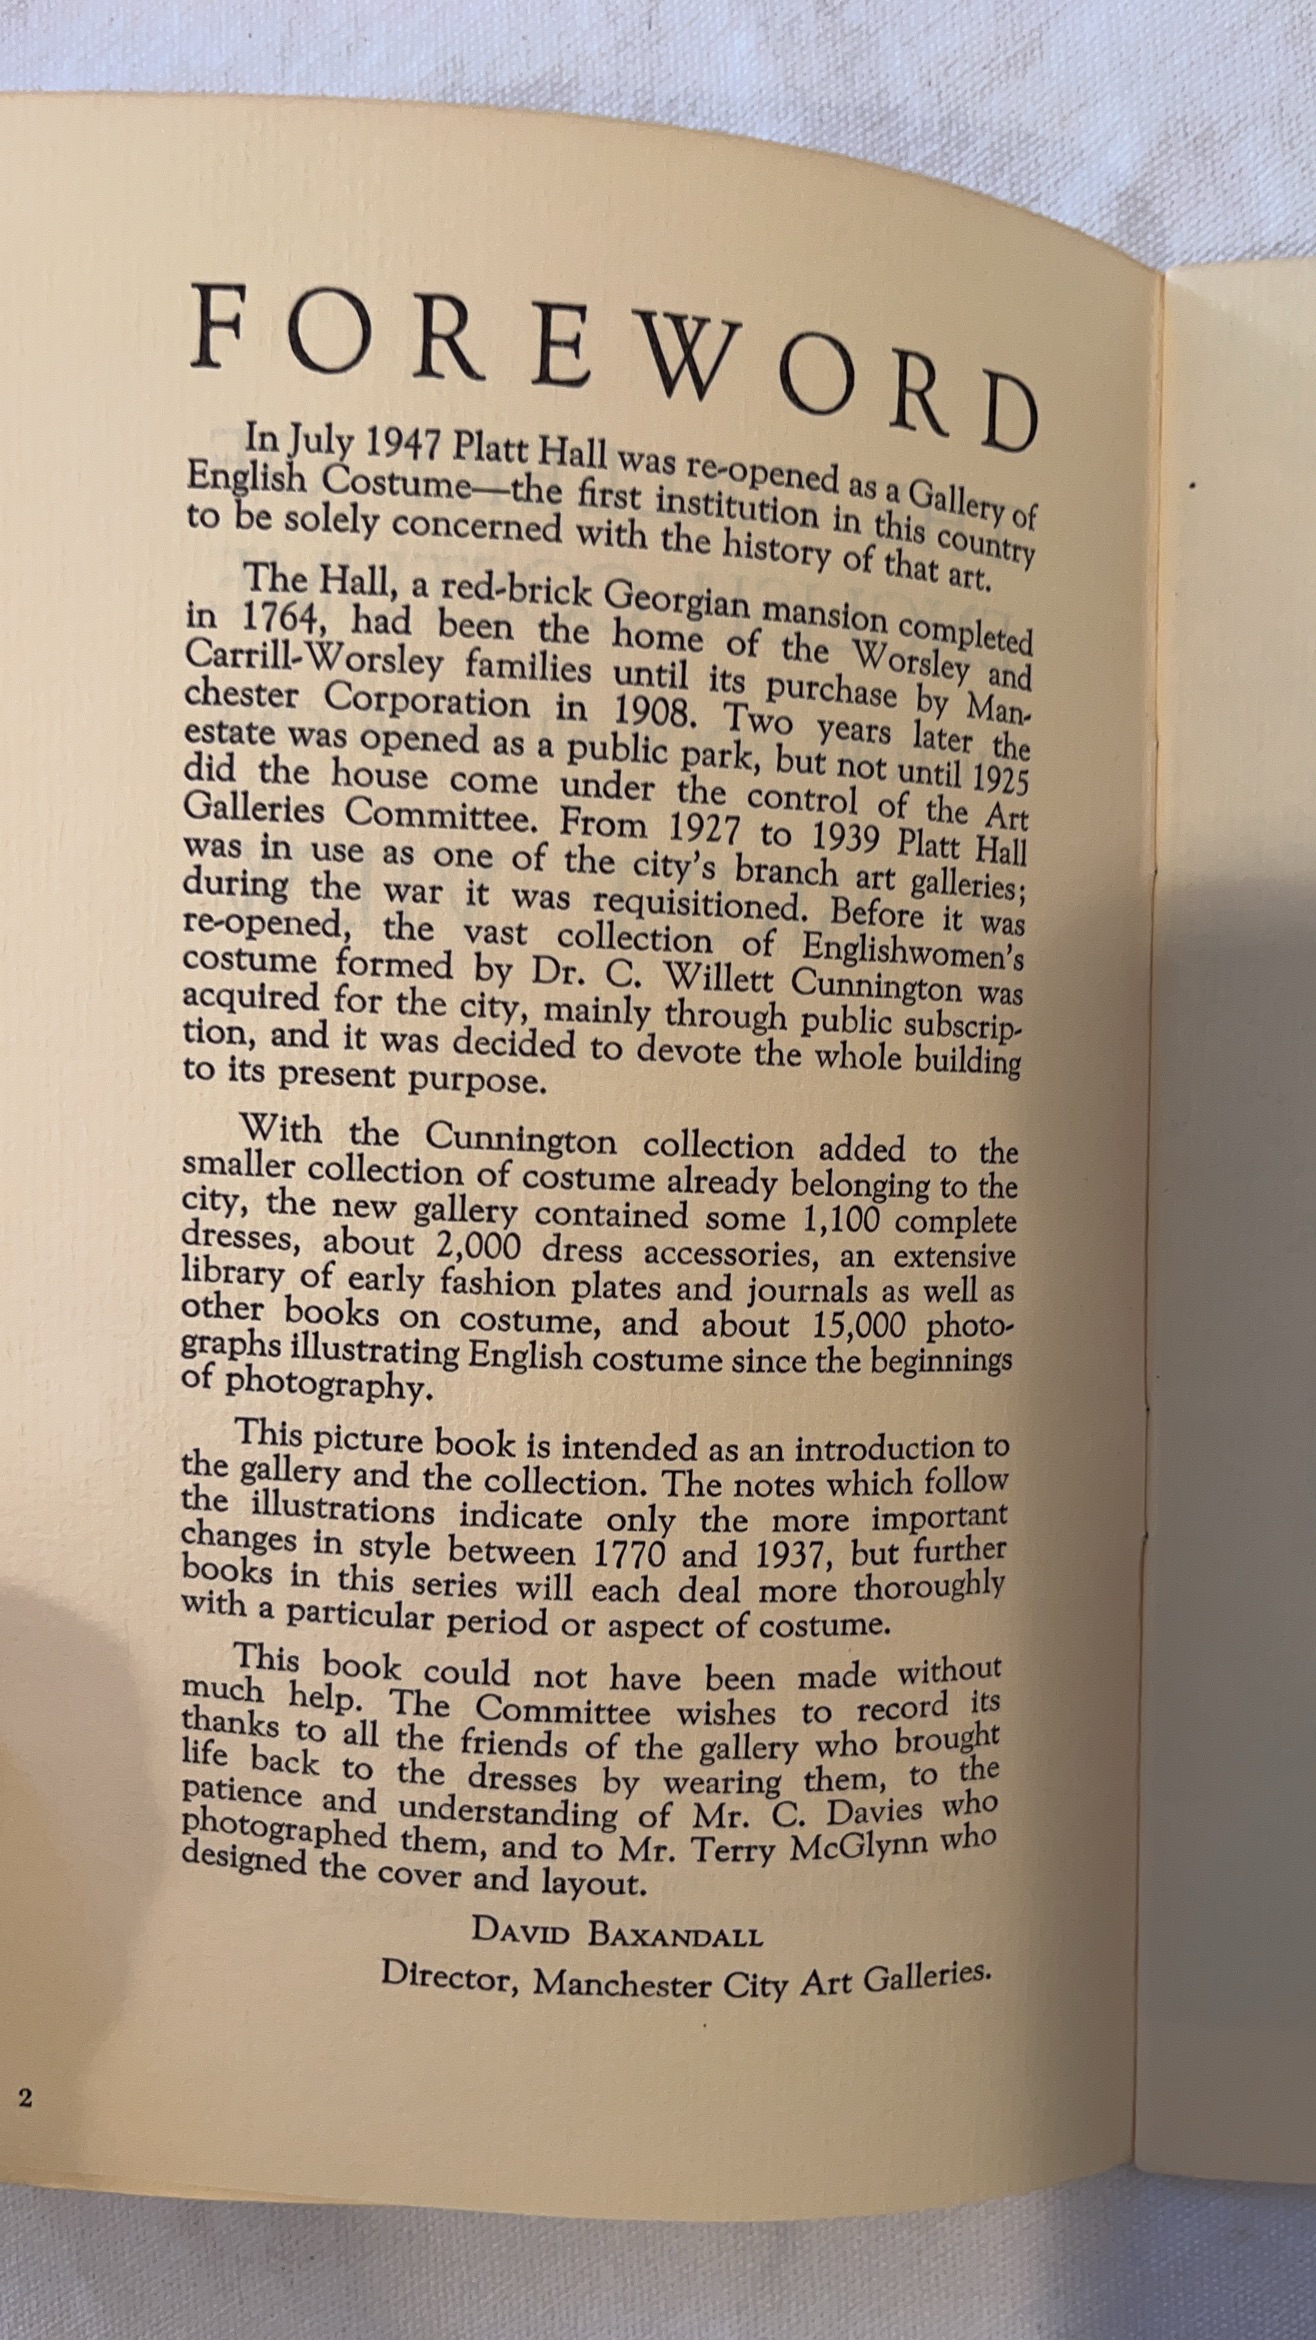 FOREWORD
In July 1947 Platt Hall was re-opened as a Gallery of
English Costume—the first institution in this country
to be solely concerned with the history of that art.
The Hall, a red-brick Georgian mansion completed
in 1764, had been the home of the Worsley and
Carrill-Worsley families until its purchase by Man-
chester Corporation in 1908. Two years later the
estate was opened as a public park, but not until 1925
did the house come under the control of the Art
Galleries Committee. From 1927 to 1939 Platt Hall
was in use as one of the city's branch art galleries;
during the war it was requisitioned. Before it was
re-opened, the vast collection of Englishwomen's
costume formed by Dr. C. Willett Cunnington was
acquired for the city, mainly through public subscrip-
tion, and it was decided to devote the whole building
to its present purpose.
With the Cunnington collection added to the
smaller collection of costume already belonging to the
city, the new gallery contained some 1,100 complete
dresses, about 2,000 dress accessories, an extensive
library of early fashion plates and journals as well as
other books on costume, and about 15,000 photo-
graphs illustrating English costume since the beginnings
of photography.
This picture book is intended as an introduction to
the gallery and the collection. The notes which follow
the illustrations indicate only the more important
changes in style between 1770 and 1937, but further
books in this series will each deal more thoroughly
with a particular period or aspect of costume.
This book could not have been made without
much help. The Committee wishes to record its
thanks to all the friends of the gallery who brought
life back to the dresses by wearing them, to the
patience and understanding of Mr. C. Davies who
photographed them, and to Mr. Terry McGlynn who
designed the cover and layout.
DAVID BAXANDALL
Director, Manchester City Art Galleries.
2